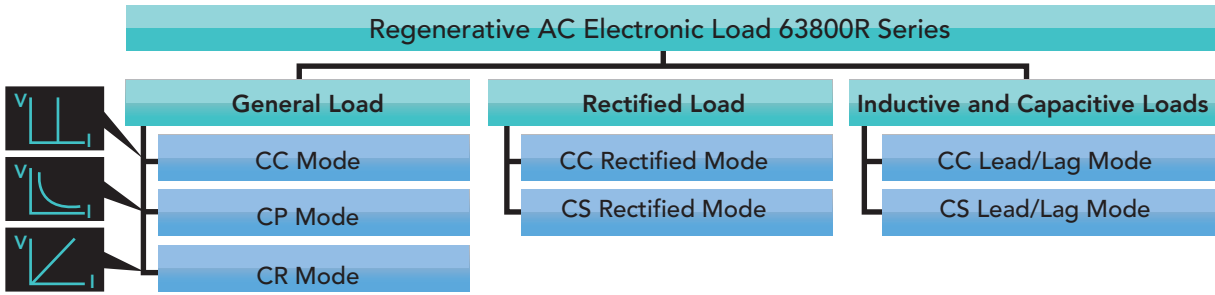 Regenerative AC Electronic Load 63800R Series
General Load
V
I
CC Mode
V
I
CP Mode
V
I
CR Mode
Rectified Load
CC Rectified Mode
CS Rectified Mode
Inductive and Capacitive Loads
CC Lead/Lag Mode
CS Lead/Lag Mode